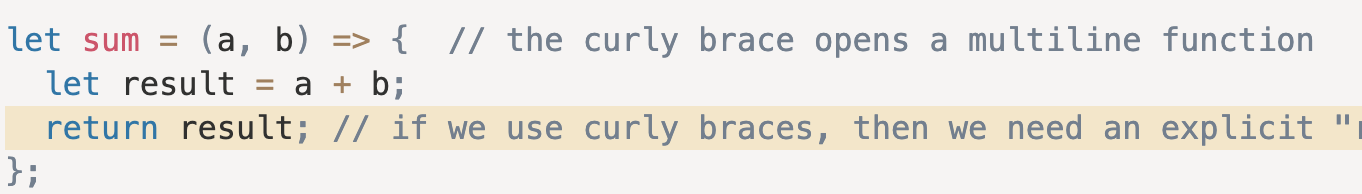 let sum = (a, b) => {  // the curly brace opens a multiline function
  let result = a + b;
  return result; // if we use curly braces, then we need an explicit "
};